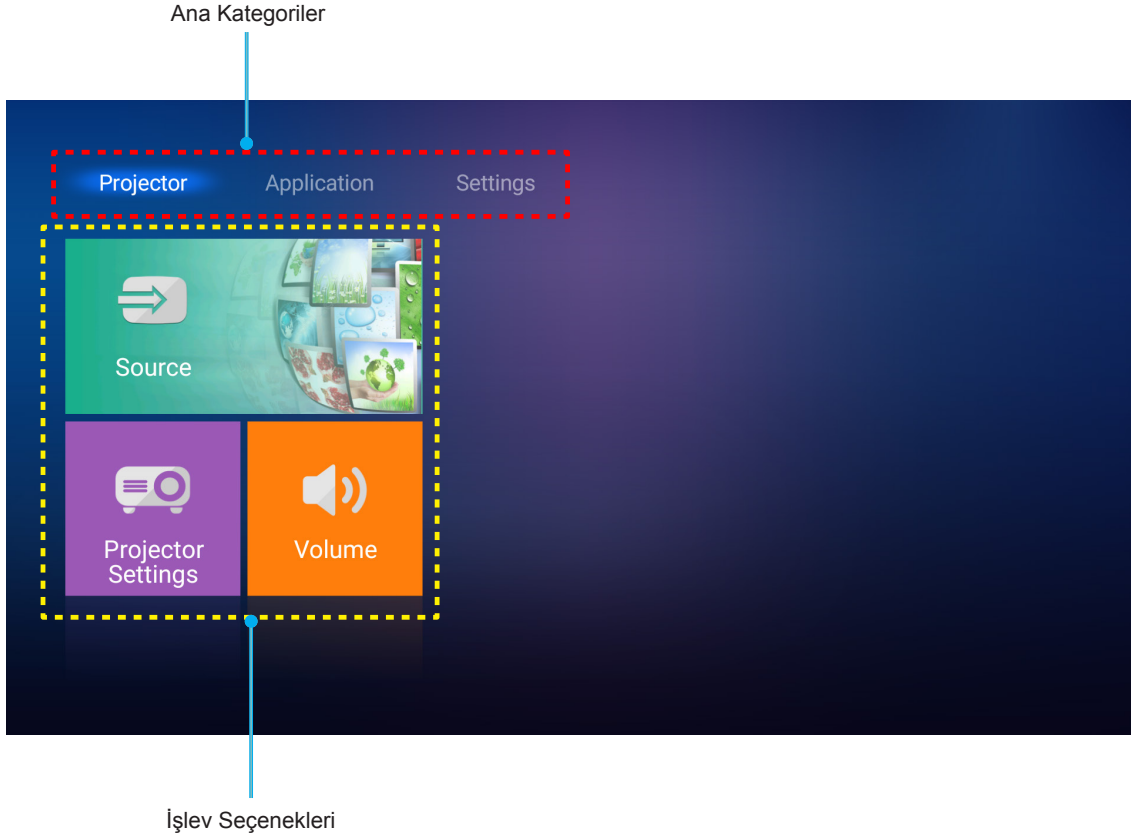 Ana Kategoriler
Projector Application Settings
Source
Projector
Settings
Volume
İşlev Seçenekleri